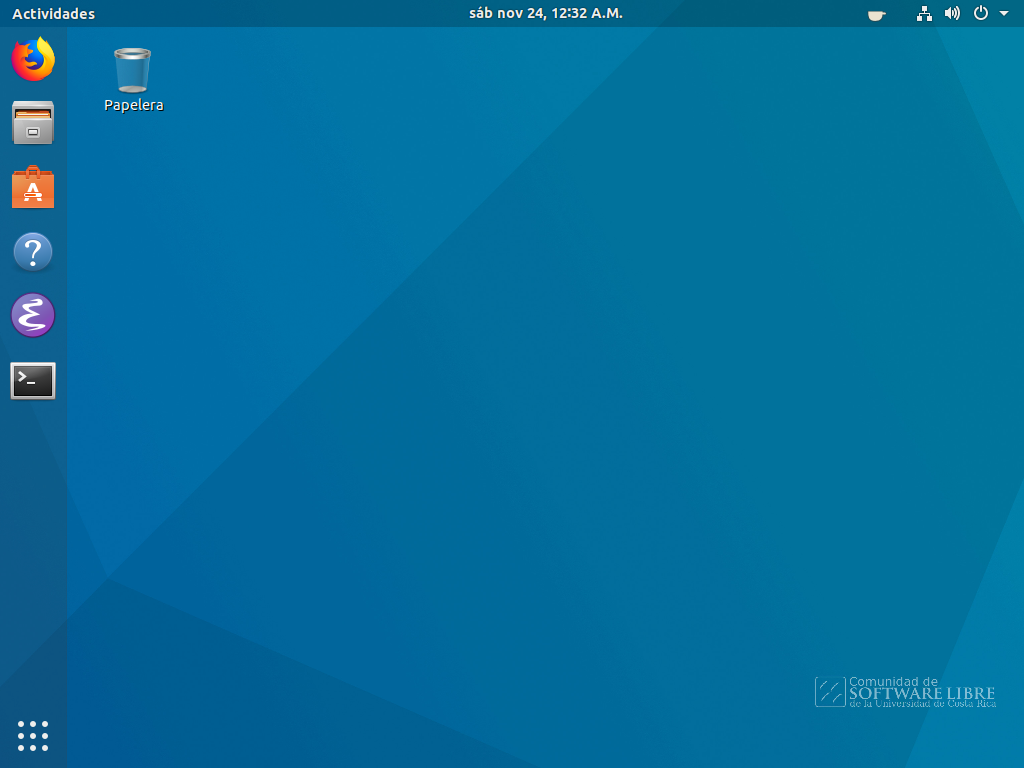 Actividades
sáb nov 24, 12:32 A.M.
Papelera
Comunidad de
SOFTWARE LIBRE
de la Universidad de Costa Rica